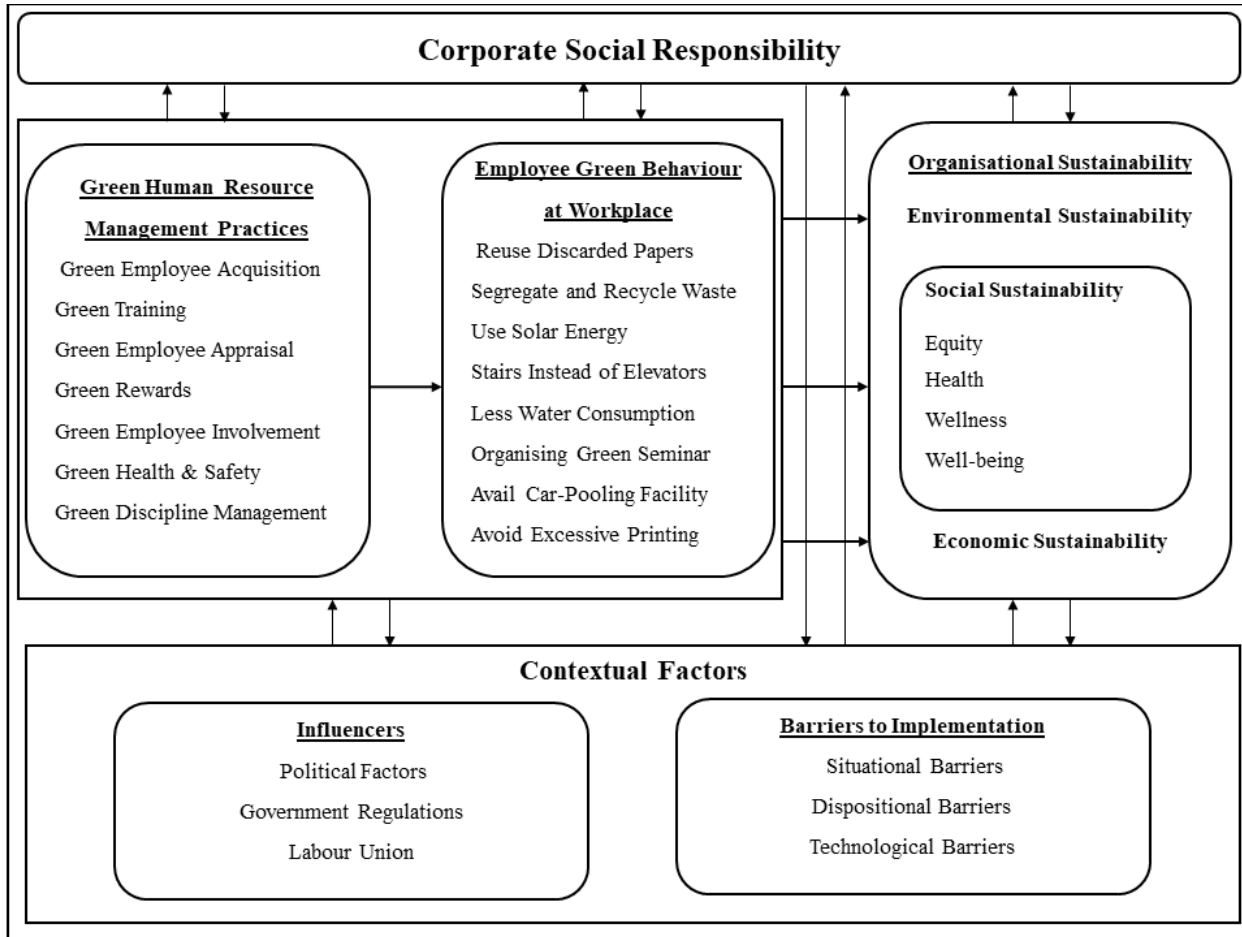 Corporate Social Responsibility
Green Human Resource
Management Practices
Green Employee Acquisition
Green Training
Green Employee Appraisal
Green Rewards
Green Employee Involvement
Green Health & Safety
Green Discipline Management
Employee Green Behaviour
at Workplace
Reuse Discarded Papers
Segregate and Recycle Waste
Use Solar Energy
Stairs Instead of Elevators
Less Water Consumption
Organising Green Seminar
Avail Car-Pooling Facility
Avoid Excessive Printing
Organisational Sustainability
Environmental Sustainability
Social Sustainability
Equity
Health
Wellness
Well-being
Economic Sustainability
Contextual Factors
Influencers
Political Factors
Government Regulations
Labour Union
Barriers to Implementation
Situational Barriers
Dispositional Barriers
Technological Barriers